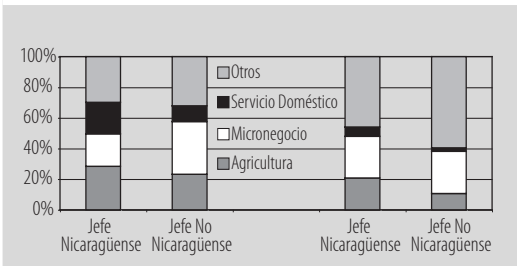 100%
80%
60%
40%
20%
0%
Otros
Servicio Doméstico
Micronegocio
Agricultura
Jefe Nicaragüense
Jefe No Nicaragüense
Jefe Nicaragüense
Jefe No Nicaragüense